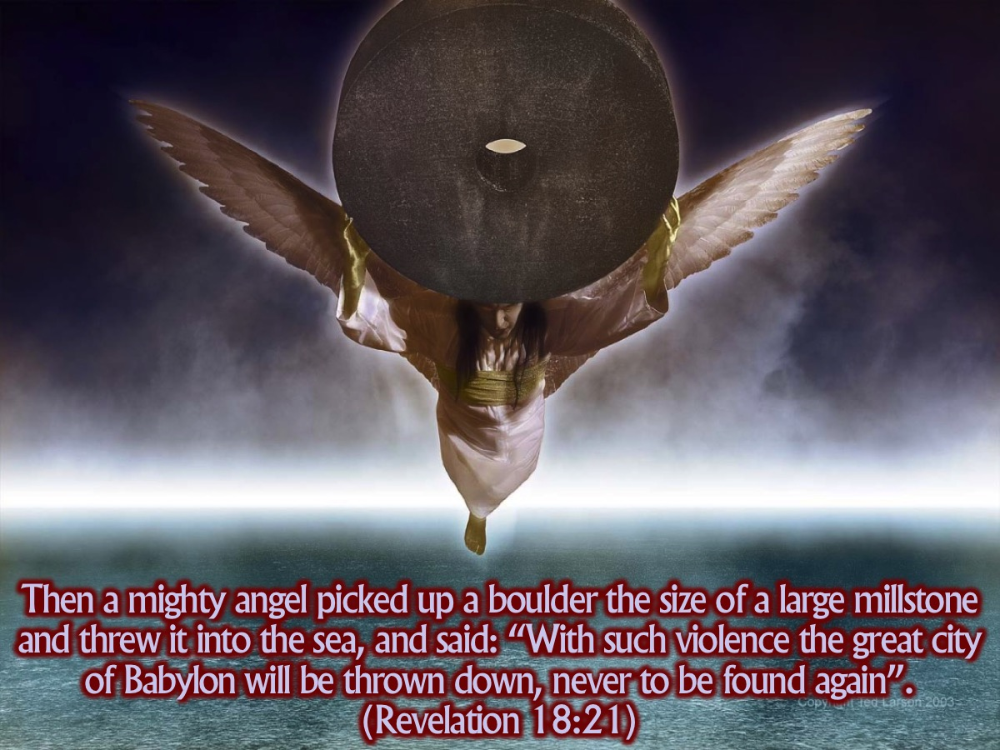 Then a mighty angel picked up a boulder the size of a large millstone
and threw it into the sea, and said: “With such violence the great city
of Babylon will be thrown down, never to be found again”.
Copyright Ted Larson 2003
(Revelation 18:21)